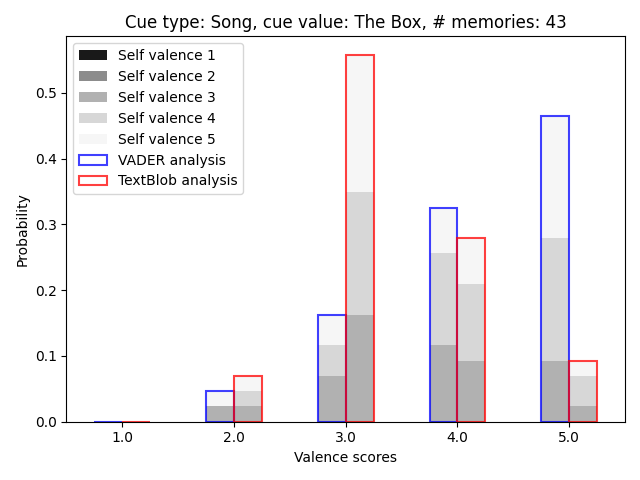 Cue type: Song, cue value: The Box, # memories: 43
Self valence 1
Self valence 2
Self valence 3
Self valence 4
Self valence 5
VADER analysis
TextBlob analysis
Probability
0.5
0.4
0.3
0.2
0.1
0.0
1.0 2.0 3.0 4.0 5.0
Valence scores